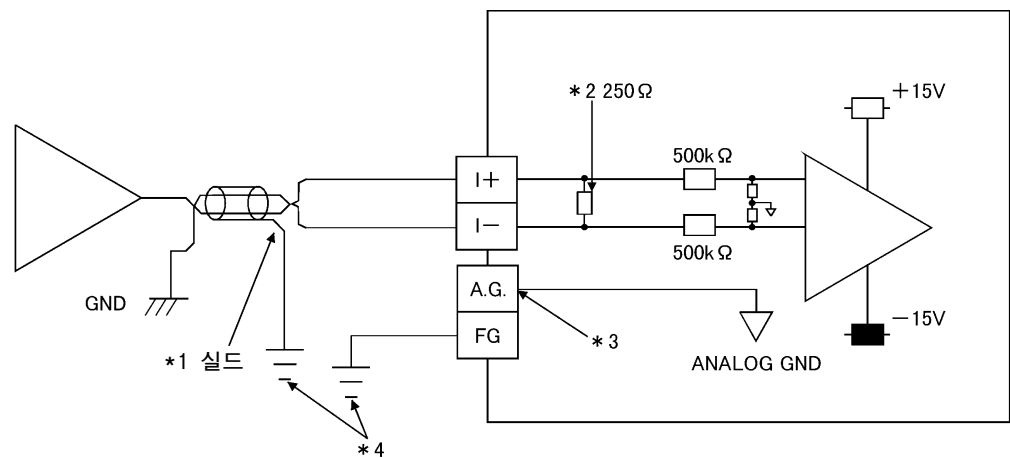 *2 250Ω
+15V
500kΩ
I+
I-
500kΩ
GND
A.G.
-15V
*1 실드
FG
*3
ANALOG GND
*4